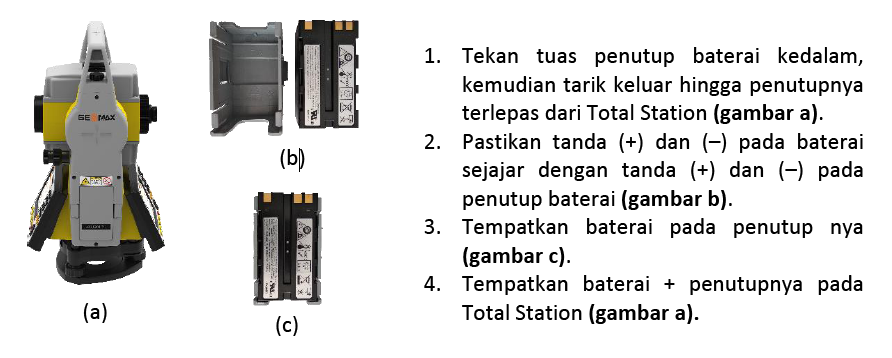 GEOMAX
(a)
(b)
(c)
1. Tekan tuas penutup baterai kedalam,
kemudian tarik keluar hingga penutupnya
terlepas dari Total Station (gambar a).
2. Pastikan tanda (+) dan (–) pada baterai
sejajar dengan tanda (+) dan (–) pada
penutup baterai (gambar b).
3. Tempatkan baterai pada penutup nya
(gambar c).
4. Tempatkan baterai + penutupnya pada
Total Station (gambar a).